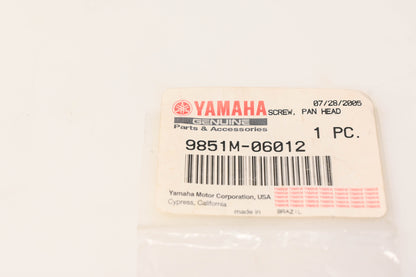 07/28/2005
YAMAHA SCREW, PAN HEAD
GENUINE
Parts & Accessories 1 PC.
9851M-06012
Yamaha Motor Corporation, USA
Cypress, California
made in BRAZIL